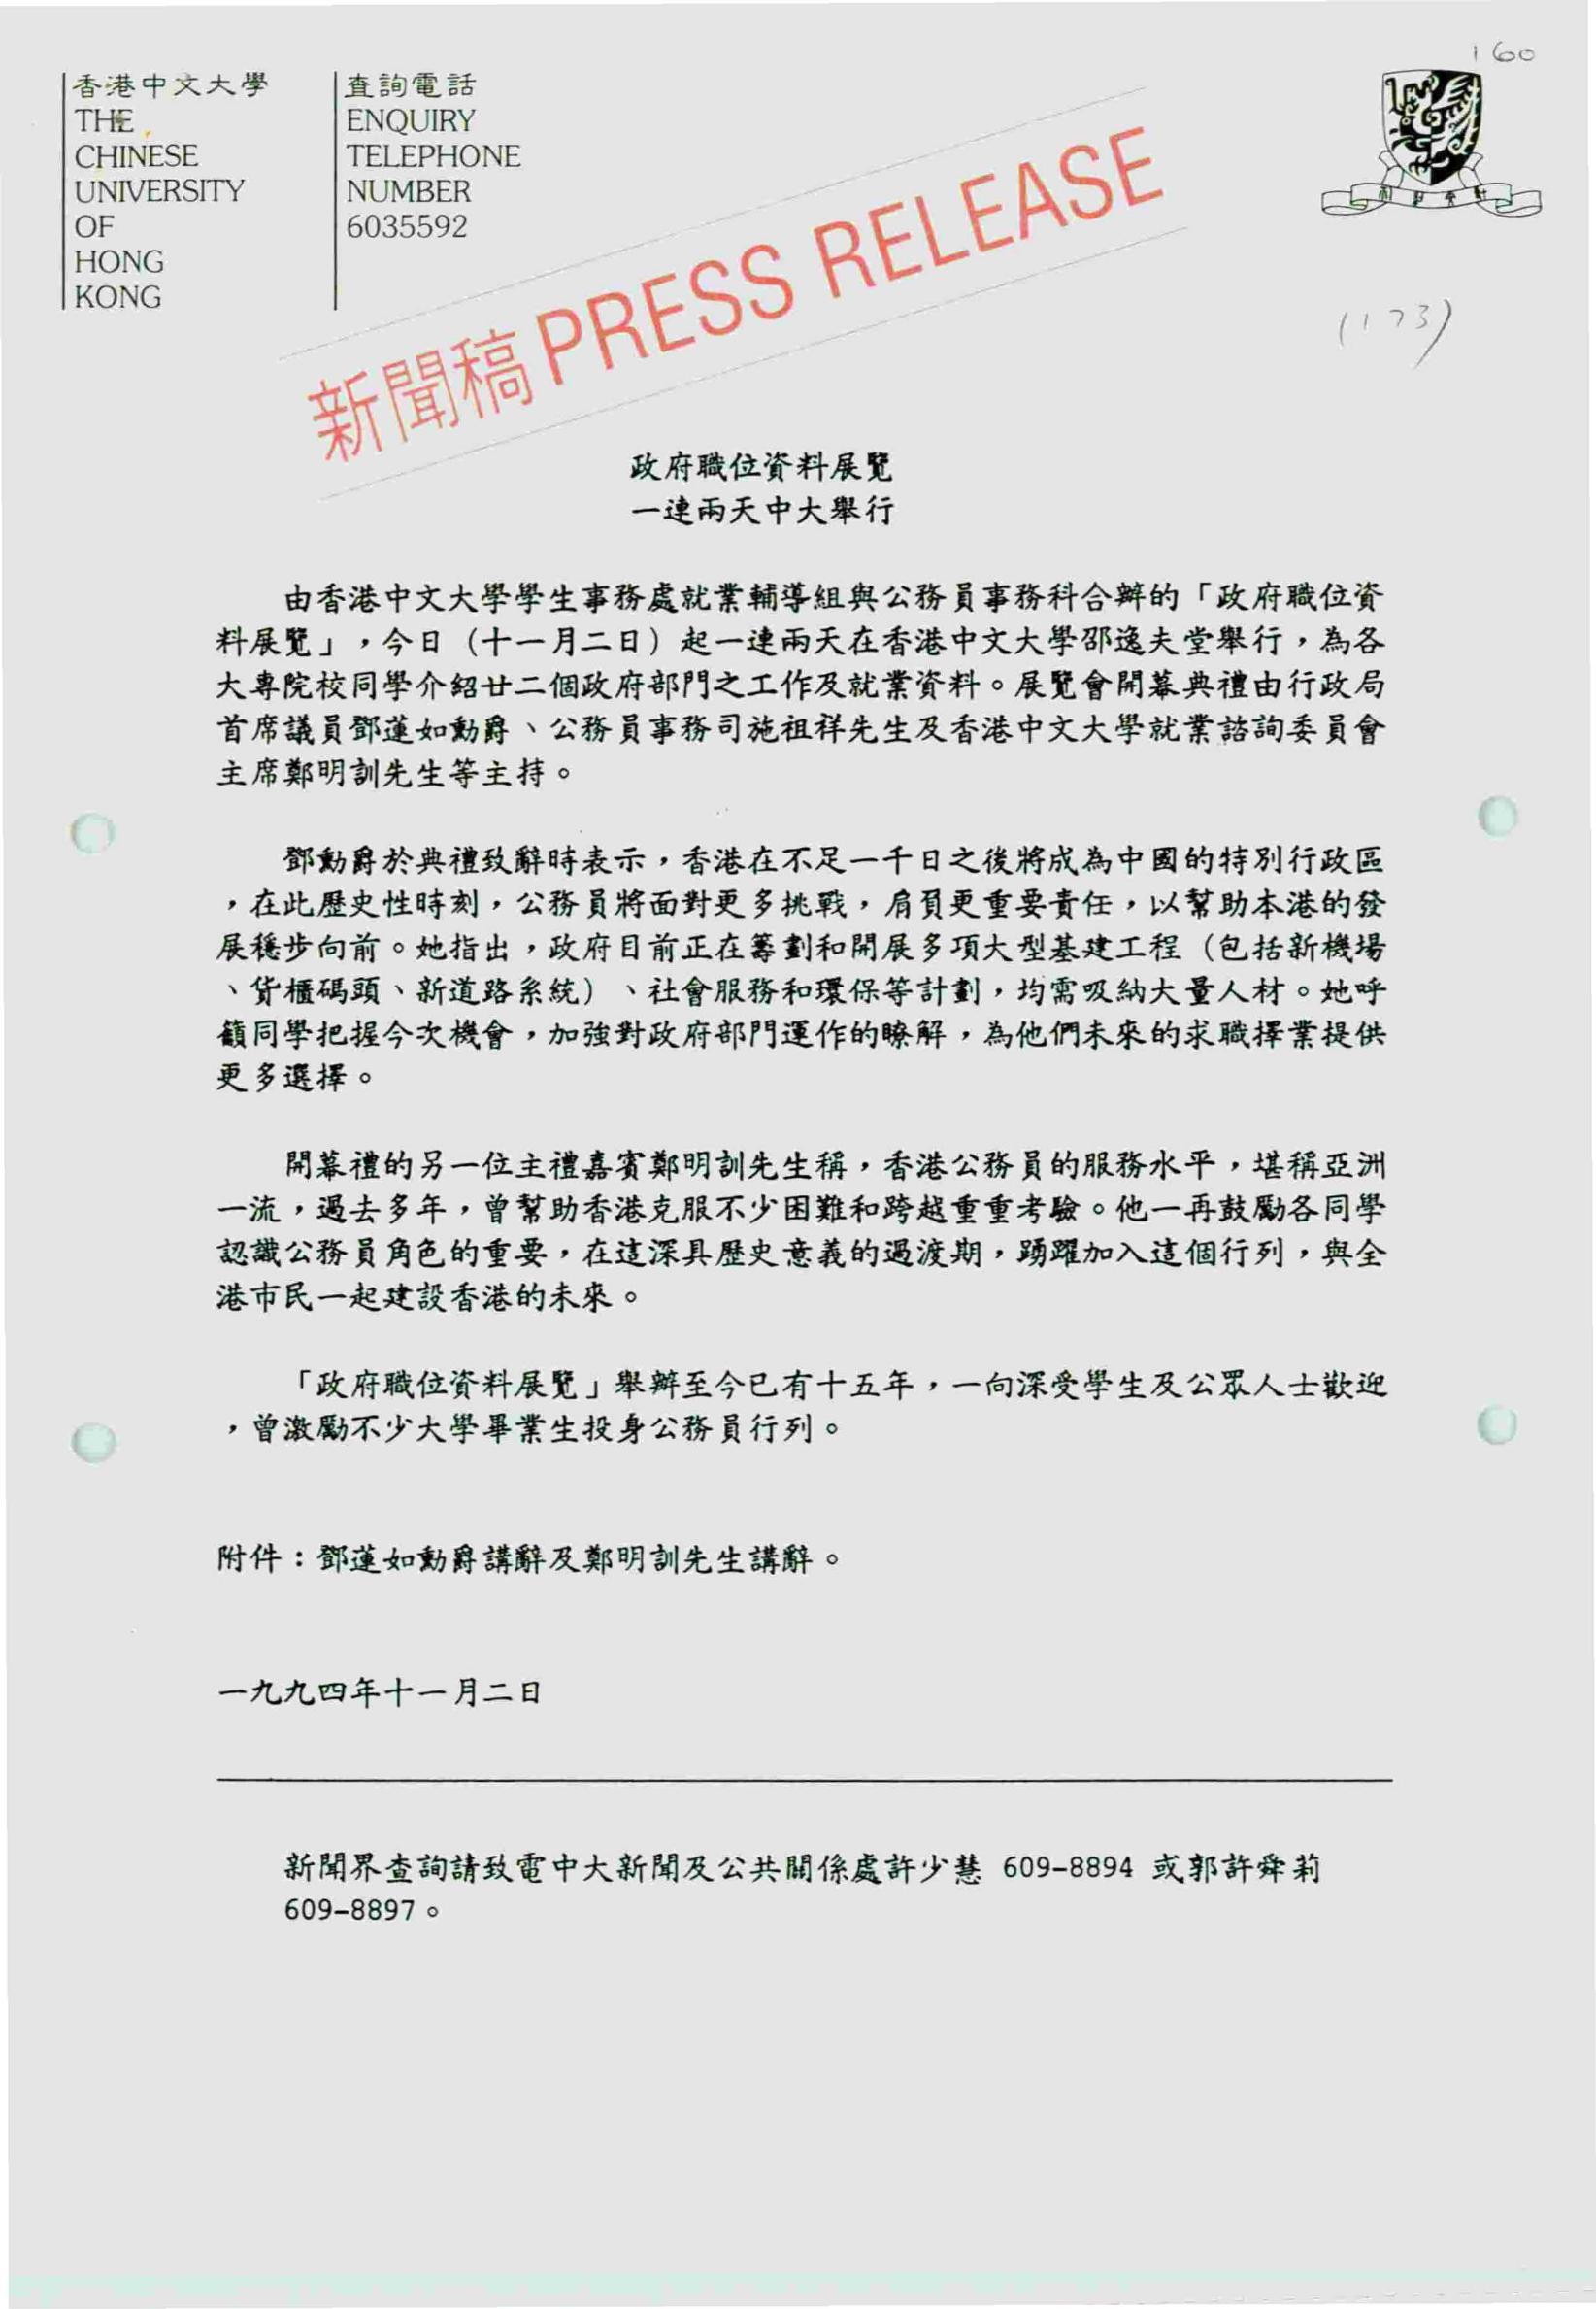 160
香港中文大學
THE
CHINESE
UNIVERSITY
OF
HONG
KONG
查詢電話
ENQUIRY
TELEPHONE
NUMBER
6035592
新聞稿 PRESS RELEASE
(173)
政府職位資料展覽
一連兩天中大舉行
由香港中文大學學生事務處就業輔導組與公務員事務科合辦的「政府職位資
料展覽」，今日（十一月二日）起一連兩天在香港中文大學邵逸夫堂舉行，為各
大專院校同學介紹廿二個政府部門之工作及就業資料。展覽會開幕典禮由行政局
首席議員鄧蓮如勳爵、公務員事務司施祖祥先生及香港中文大學就業諮詢委員會
主席鄭明訓先生等主持。
鄧勳爵於典禮致辭時表示，香港在不足一千日之後將成為中國的特別行政區
，在此歷史性時刻，公務員將面對更多挑戰，肩負更重要責任，以幫助本港的發
展穩步向前。她指出，政府目前正在籌劃和開展多項大型基建工程（包括新機場
、貨櫃碼頭、新道路系統）、社會服務和環保等計劃，均需吸納大量人材。她呼
籲同學把握今次機會，加強對政府部門運作的瞭解，為他們未來的求職擇業提供
更多選擇。
開幕禮的另一位主禮嘉賓鄭明訓先生稱，香港公務員的服務水平，堪稱亞洲
一流，過去多年，曾幫助香港克服不少困難和跨越重重考驗。他一再鼓勵各同學
認識公務員角色的重要，在這深具歷史意義的過渡期，踴躍加入這個行列，與全
港市民一起建設香港的未來。
「政府職位資料展覽」舉辦至今已有十五年，一向深受學生及公眾人士歡迎
，曾激勵不少大學畢業生投身公務員行列。
附件：鄧蓮如勳爵講辭及鄭明訓先生講辭。
一九九四年十一月二日
新聞界查詢請致電中大新聞及公共關係處許少慧 609-8894 或郭許舜莉
609-8897。